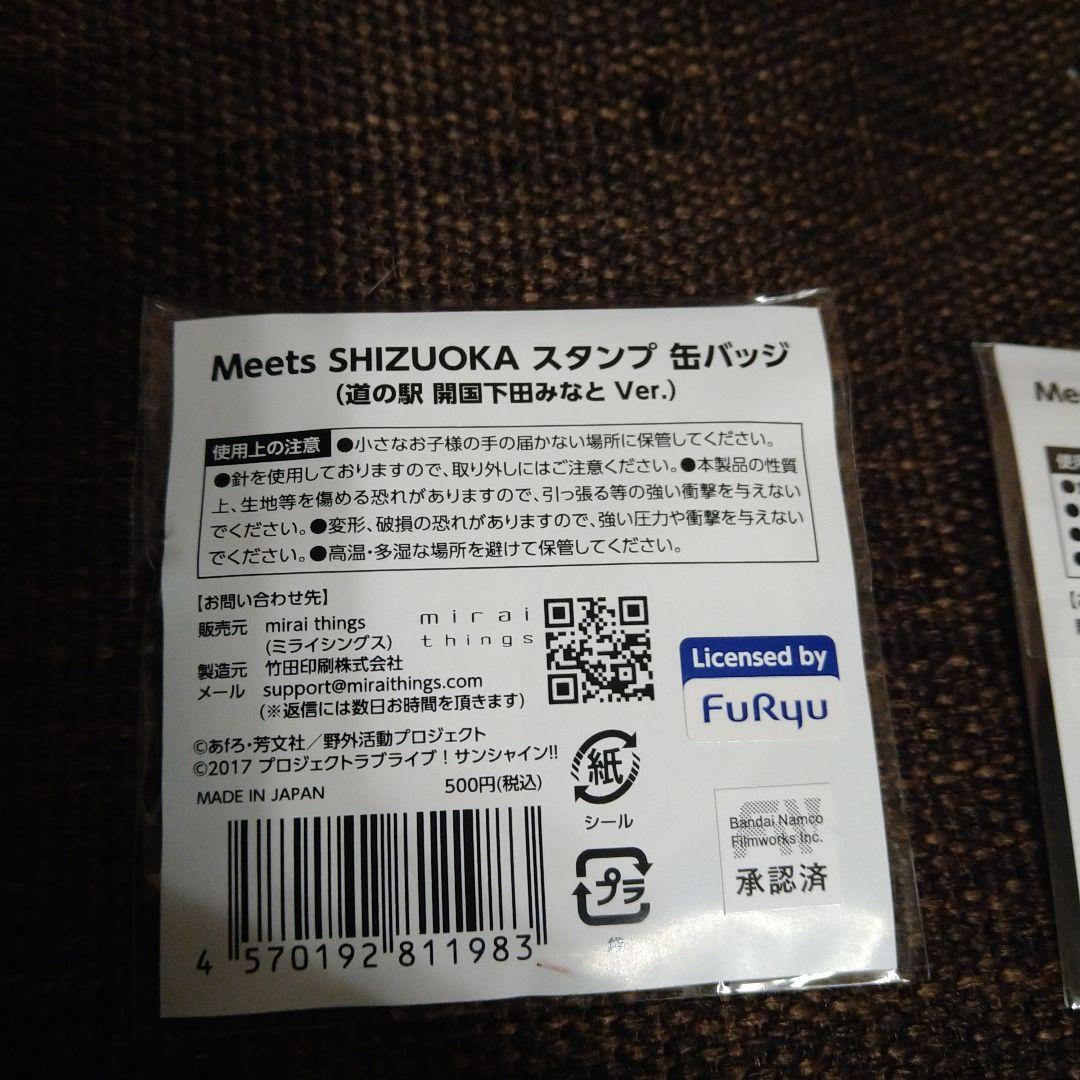 Meets SHIZUOKA スタンプ 缶バッジ
(道の駅 開国下田みなと Ver.)
使用上の注意 ●小さなお子様の手の届かない場所に保管してください。
●針を使用しておりますので、取り外しにはご注意ください。●本製品の性質
上、生地等を傷める恐れがありますので、引っ張る等の強い衝撃を与えない
でください。●変形、破損の恐れがありますので、強い圧力や衝撃を与えない
でください。●高温・多湿な場所を避けて保管してください。
【お問い合わせ先】
販売元 mirai things
(ミライシングス)
製造元 竹田印刷株式会社
メール support@miraithings.com
(※返信には数日お時間を頂きます)
mirai
things
Licensed by
FuRyu
©あfろ・芳文社／野外活動プロジェクト
©2017 プロジェクトラブライブ！サンシャイン!!
MADE IN JAPAN 500円(税込)
紙
シール
プラ
袋
Bandai Namco
Filmworks Inc.
承認済
4 570192 811983
Me